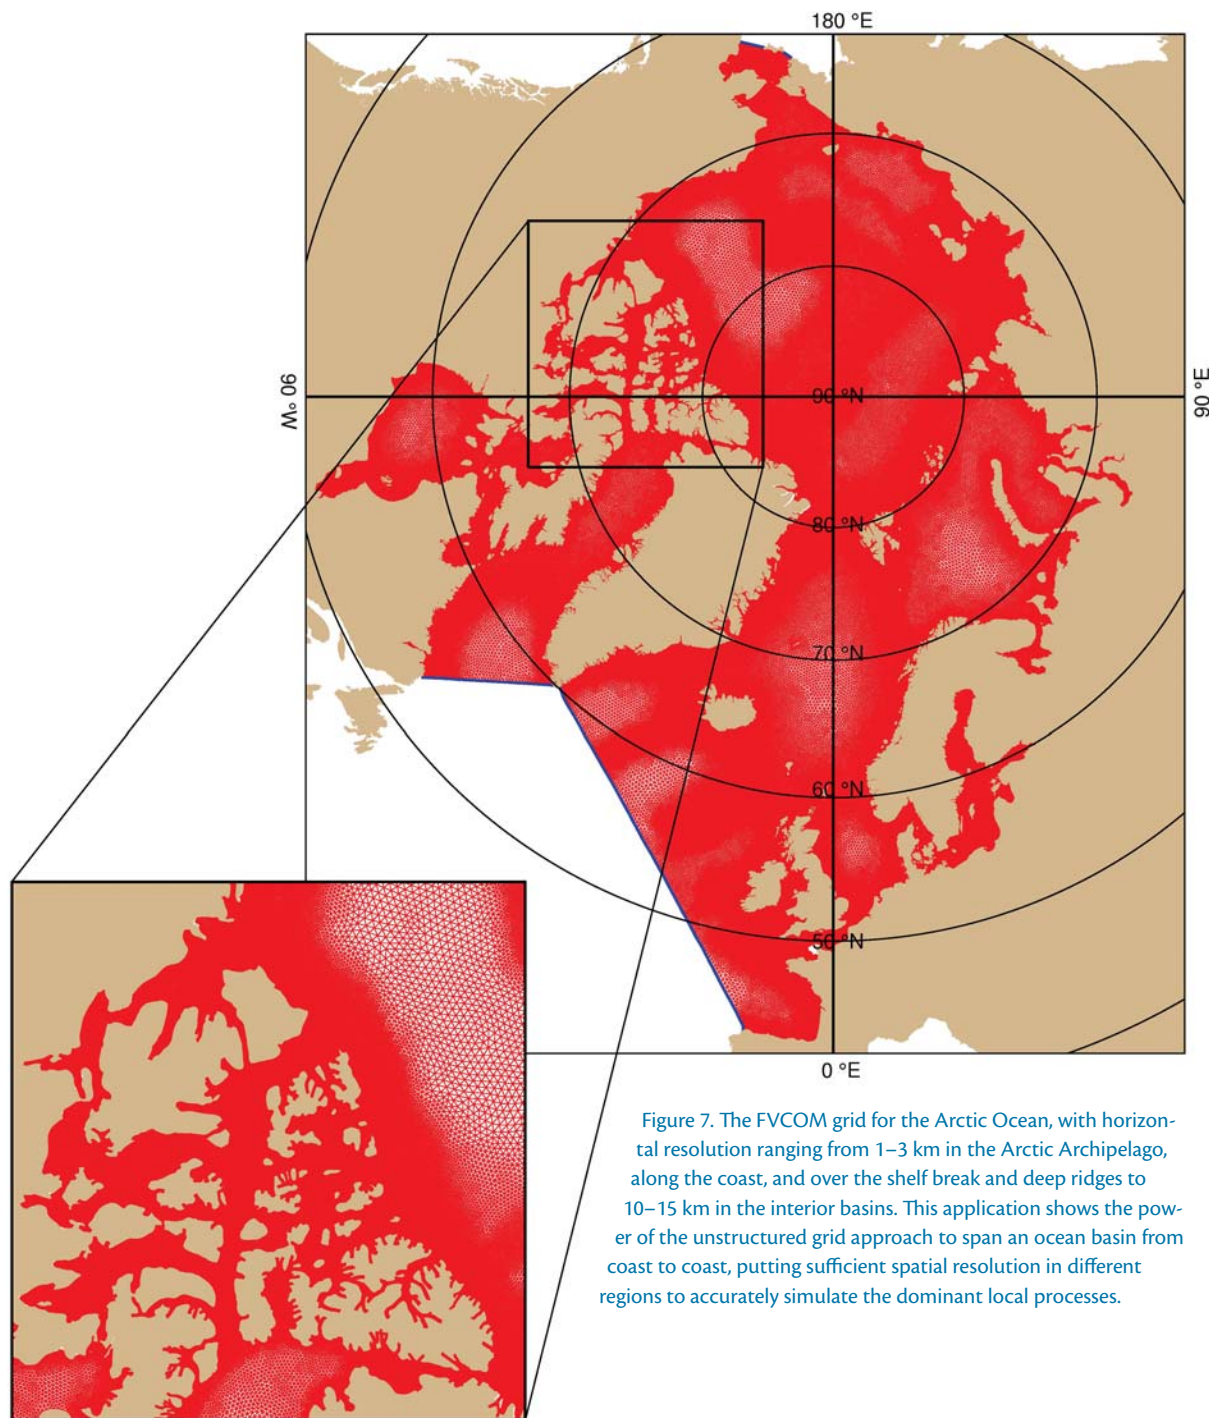 180 °E
90 °W
90 °E
90 °N
80 °N
70 °N
60 °N
50 °N
0 °E
Figure 7. The FVCOM grid for the Arctic Ocean, with horizon-
tal resolution ranging from 1–3 km in the Arctic Archipelago,
along the coast, and over the shelf break and deep ridges to
10–15 km in the interior basins. This application shows the pow-
er of the unstructured grid approach to span an ocean basin from
coast to coast, putting sufficient spatial resolution in different
regions to accurately simulate the dominant local processes.